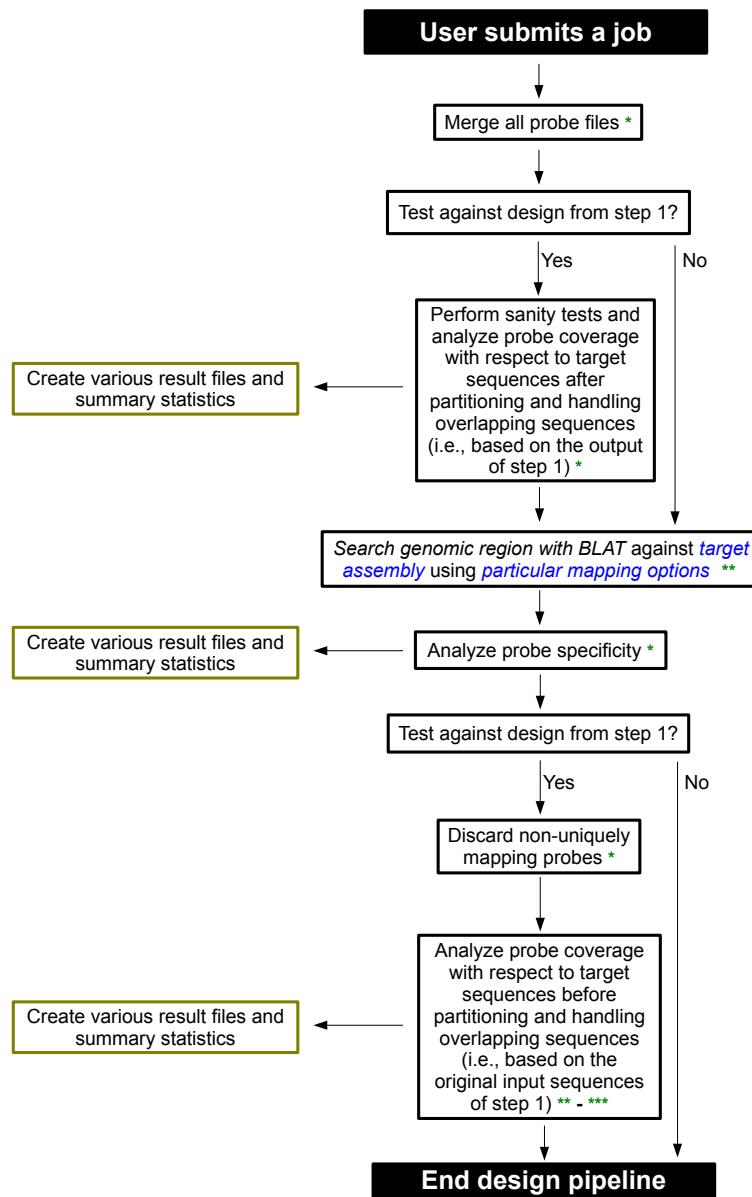 User submits a job
Merge all probe files *
Test against design from step 1?
Yes
No
Perform sanity tests and
analyze probe coverage
with respect to target
sequences after
partitioning and handling
overlapping sequences
(i.e., based on the output
of step 1) *
Create various result files and
summary statistics
Search genomic region with BLAT against target
assembly using particular mapping options **
Analyze probe specificity *
Create various result files and
summary statistics
Test against design from step 1?
Yes
No
Discard non-uniquely
mapping probes *
Analyze probe coverage
with respect to target
sequences before
partitioning and handling
overlapping sequences
(i.e., based on the
original input sequences
of step 1) ** - ***
Create various result files and
summary statistics
End design pipeline